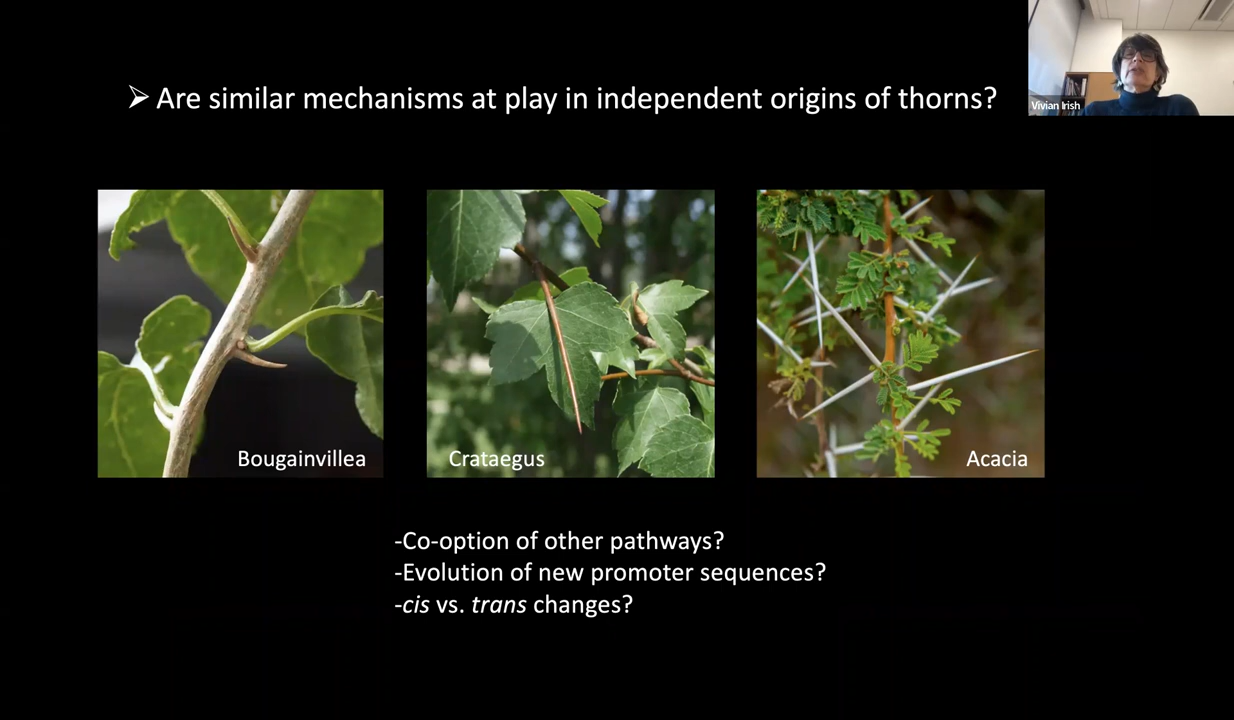 ➢ Are similar mechanisms at play in independent origins of thorns?
Vivian Irish
Bougainvillea
Crataegus
Acacia
-Co-option of other pathways?
-Evolution of new promoter sequences?
-cis vs. trans changes?